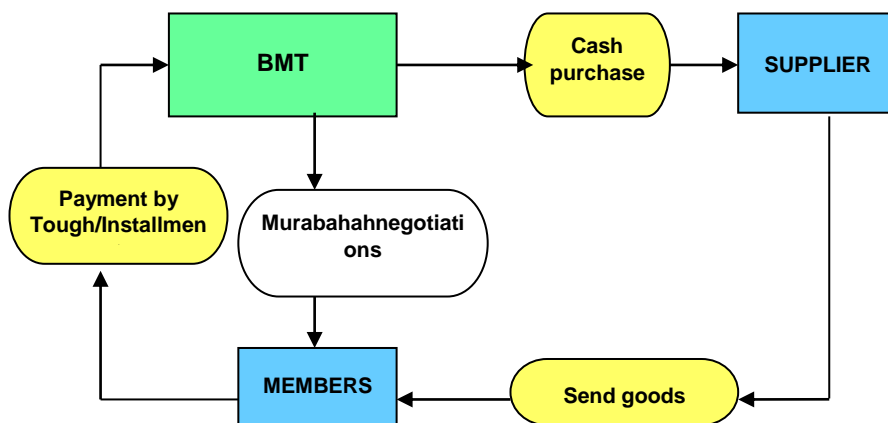 BMT
Cash
purchase
SUPPLIER
Payment by
Tough/Installmen
Murabahahnegotiati
ons
MEMBERS
Send goods